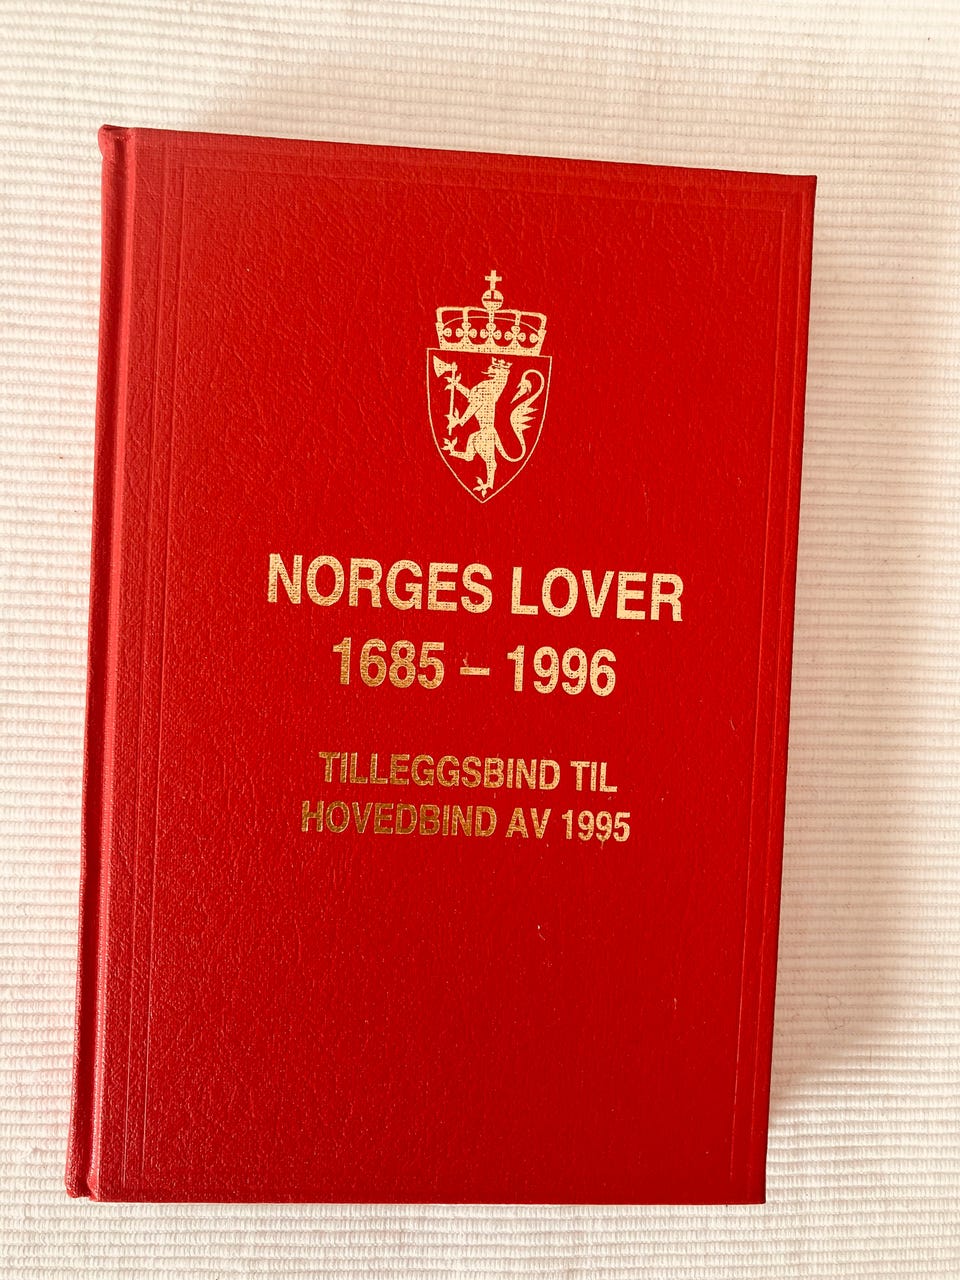 NORGES LOVER
1685 – 1996
TILLEGGSBIND TIL
HOVEDBIND AV 1995